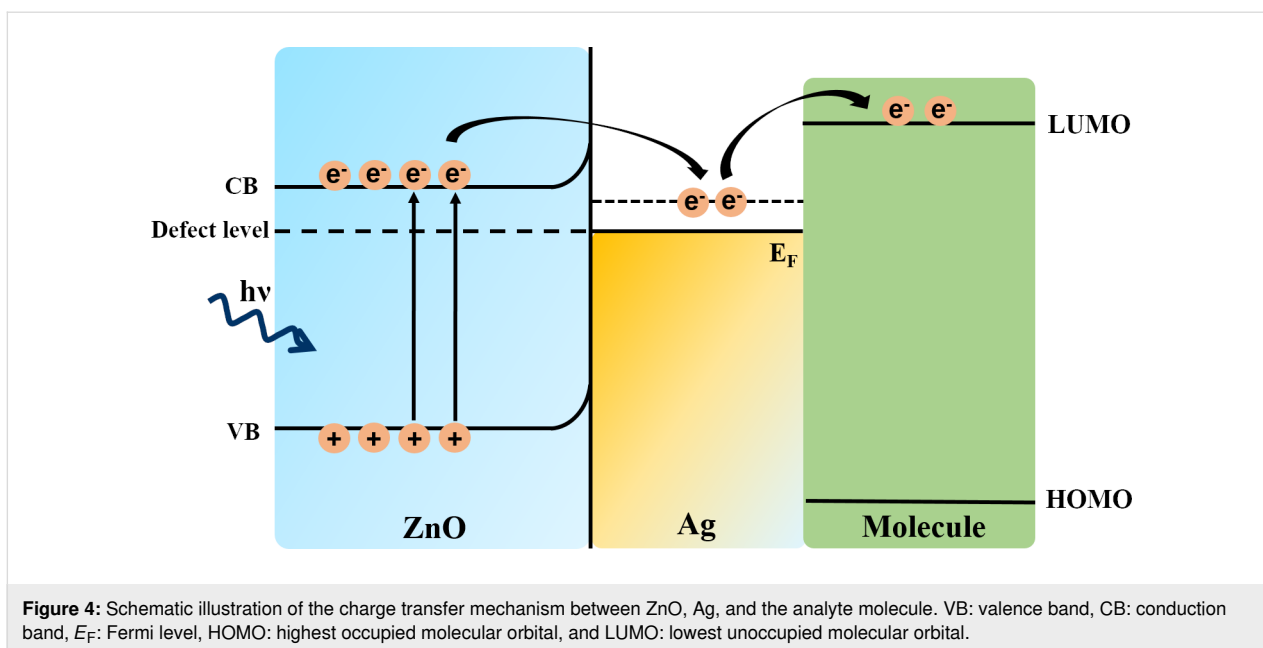 e⁻ e⁻
LUMO
e⁻ e⁻ e⁻ e⁻
CB
e⁻ e⁻
Defect level
E_F
hν
VB
+ + + +
HOMO
ZnO
Ag
Molecule
Figure 4: Schematic illustration of the charge transfer mechanism between ZnO, Ag, and the analyte molecule. VB: valence band, CB: conduction
band, E_F: Fermi level, HOMO: highest occupied molecular orbital, and LUMO: lowest unoccupied molecular orbital.